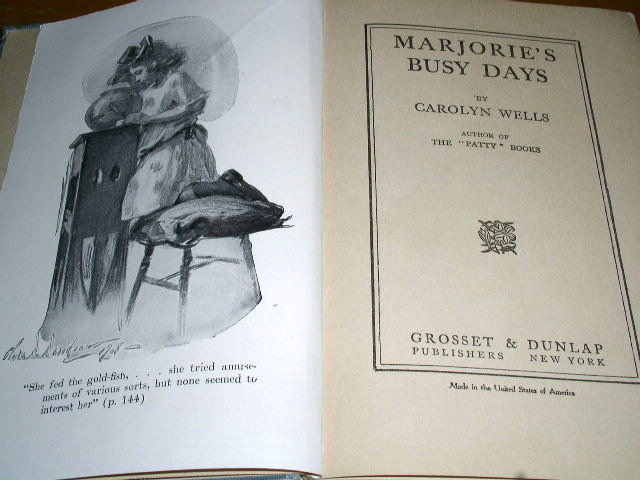 "She fed the gold-fish, . . . she tried amuse-
ments of various sorts, but none seemed to
interest her" (p. 144)
MARJORIE'S
BUSY DAYS
BY
CAROLYN WELLS
AUTHOR OF
THE "PATTY" BOOKS
GROSSET & DUNLAP
PUBLISHERS NEW YORK
Made in the United States of America